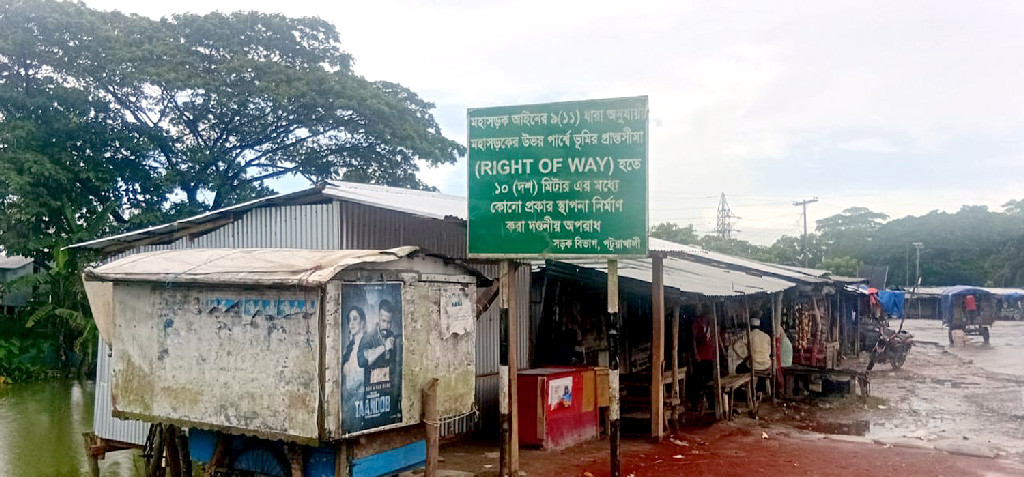 মহাসড়ক আইনের ৯(১১) ধারা অনুযায়ী
মহাসড়কের উভয় পার্শ্বে ভূমির প্রান্তসীমা
(RIGHT OF WAY) হতে
১০ (দশ) মিটার এর মধ্যে
কোনো প্রকার স্থাপনা নির্মাণ
করা দণ্ডনীয় অপরাধ
সড়ক বিভাগ, পটুয়াখালী
TAANDOB